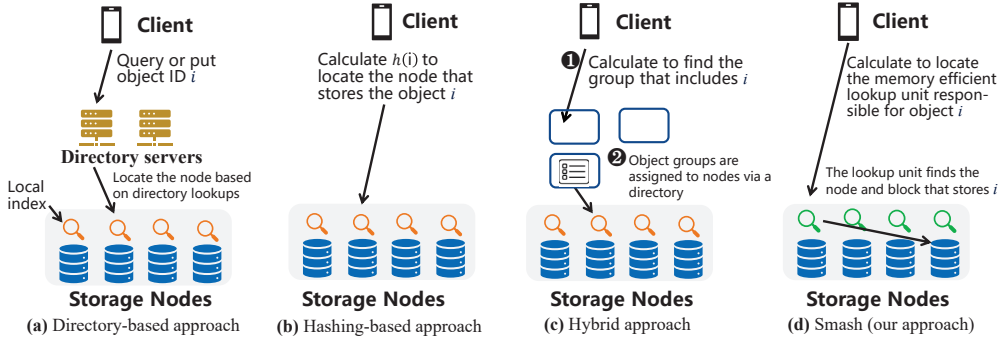 Client
Query or put
object ID i
Directory servers
Locate the node based
on directory lookups
Local
index
Storage Nodes
(a) Directory-based approach
Client
Calculate h(i) to
locate the node that
stores the object i
Storage Nodes
(b) Hashing-based approach
Client
❶ Calculate to find the
group that includes i
❷ Object groups are
assigned to nodes via a
directory
Storage Nodes
(c) Hybrid approach
Client
Calculate to locate
the memory efficient
lookup unit respon-
sible for object i
The lookup unit finds the
node and block that stores i
Storage Nodes
(d) Smash (our approach)